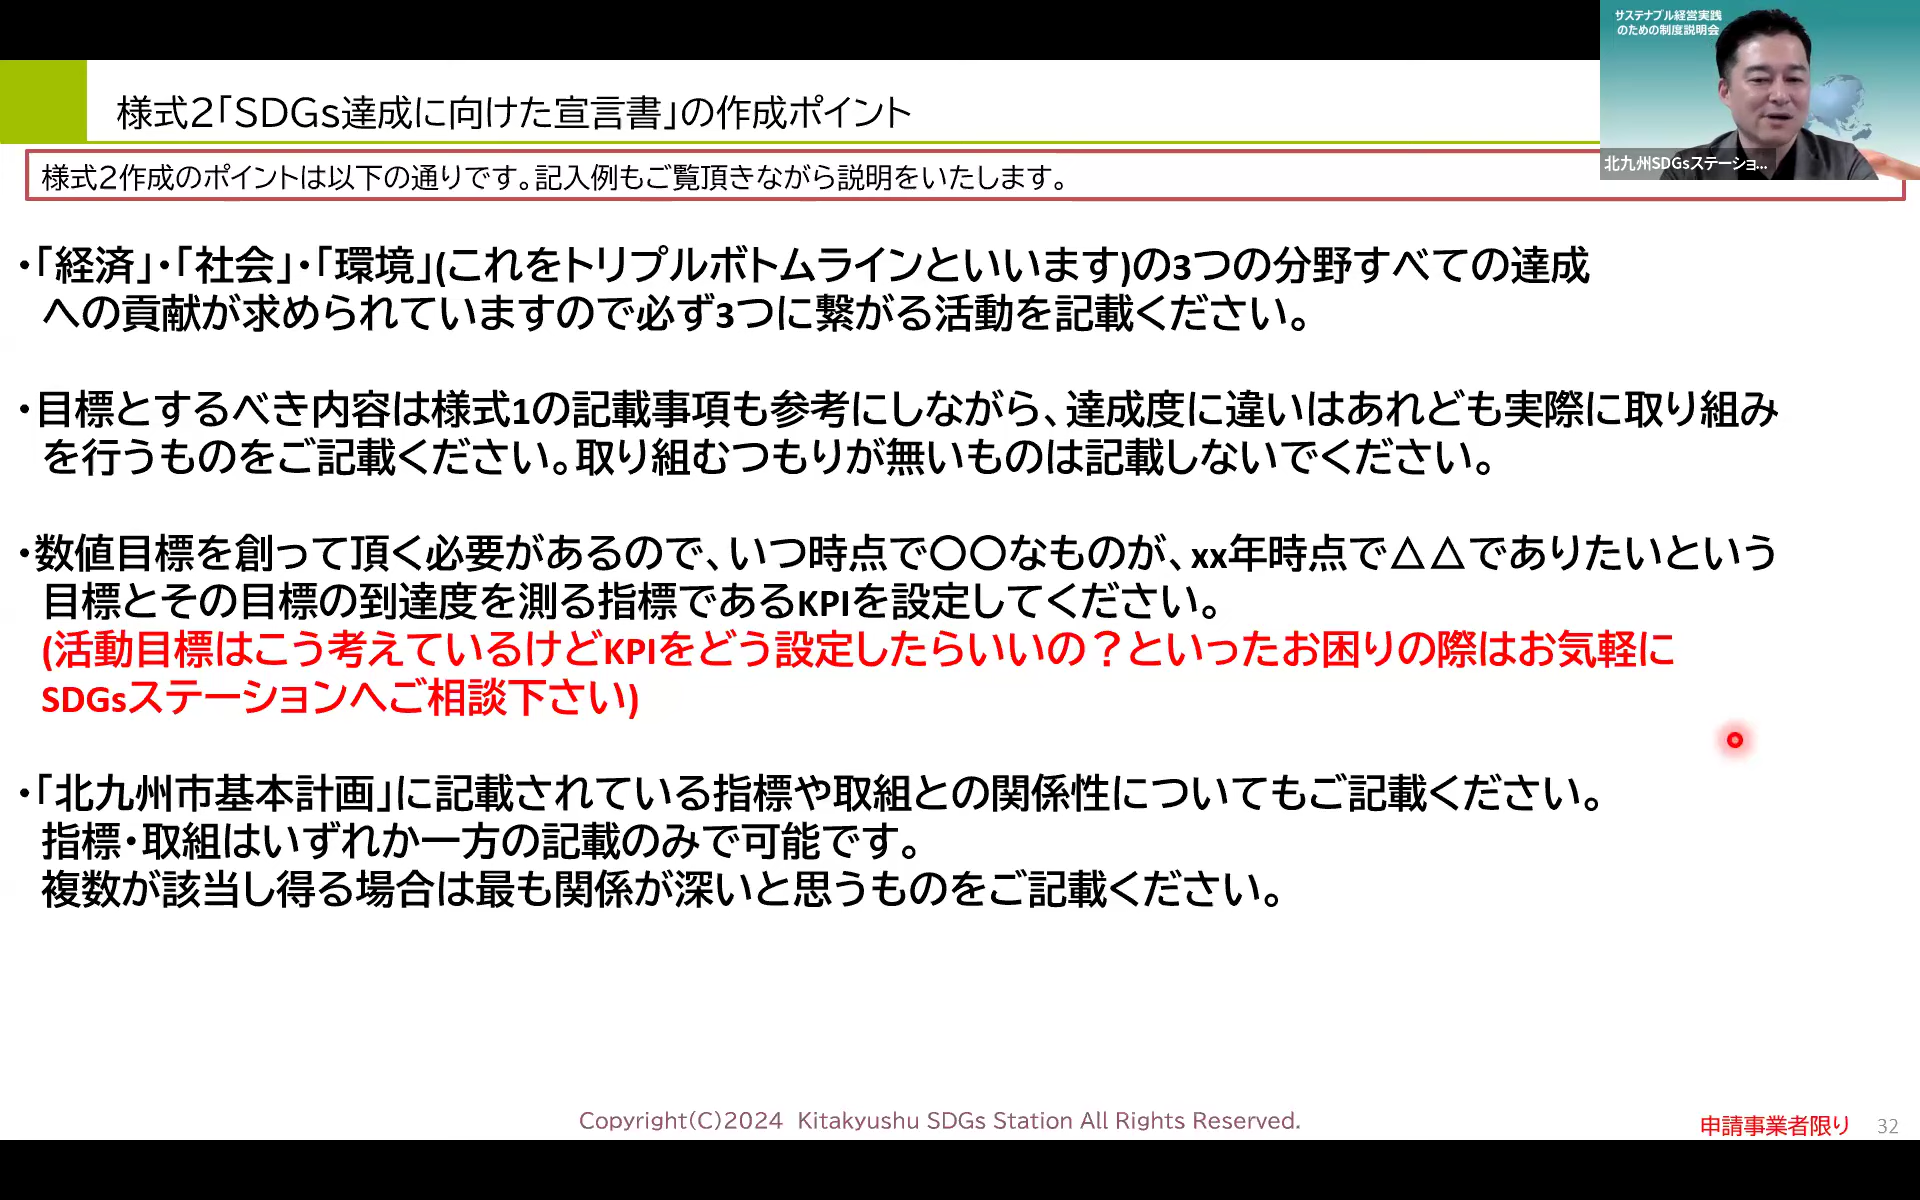 サステナブル経営実践
のための制度説明会
北九州SDGsステーショ...
様式2「SDGs達成に向けた宣言書」の作成ポイント
様式2作成のポイントは以下の通りです。記入例もご覧頂きながら説明をいたします。
・「経済」・「社会」・「環境」(これをトリプルボトムラインといいます)の3つの分野すべての達成
への貢献が求められていますので必ず3つに繋がる活動を記載ください。
・目標とするべき内容は様式1の記載事項も参考にしながら、達成度に違いはあれども実際に取り組み
を行うものをご記載ください。取り組むつもりが無いものは記載しないでください。
・数値目標を創って頂く必要があるので、いつ時点で〇〇なものが、xx年時点で△△でありたいという
目標とその目標の到達度を測る指標であるKPIを設定してください。
(活動目標はこう考えているけどKPIをどう設定したらいいの？といったお困りの際はお気軽に
SDGsステーションへご相談下さい)
・「北九州市基本計画」に記載されている指標や取組との関係性についてもご記載ください。
指標・取組はいずれか一方の記載のみで可能です。
複数が該当し得る場合は最も関係が深いと思うものをご記載ください。
Copyright(C)2024 Kitakyushu SDGs Station All Rights Reserved.
申請事業者限り 32